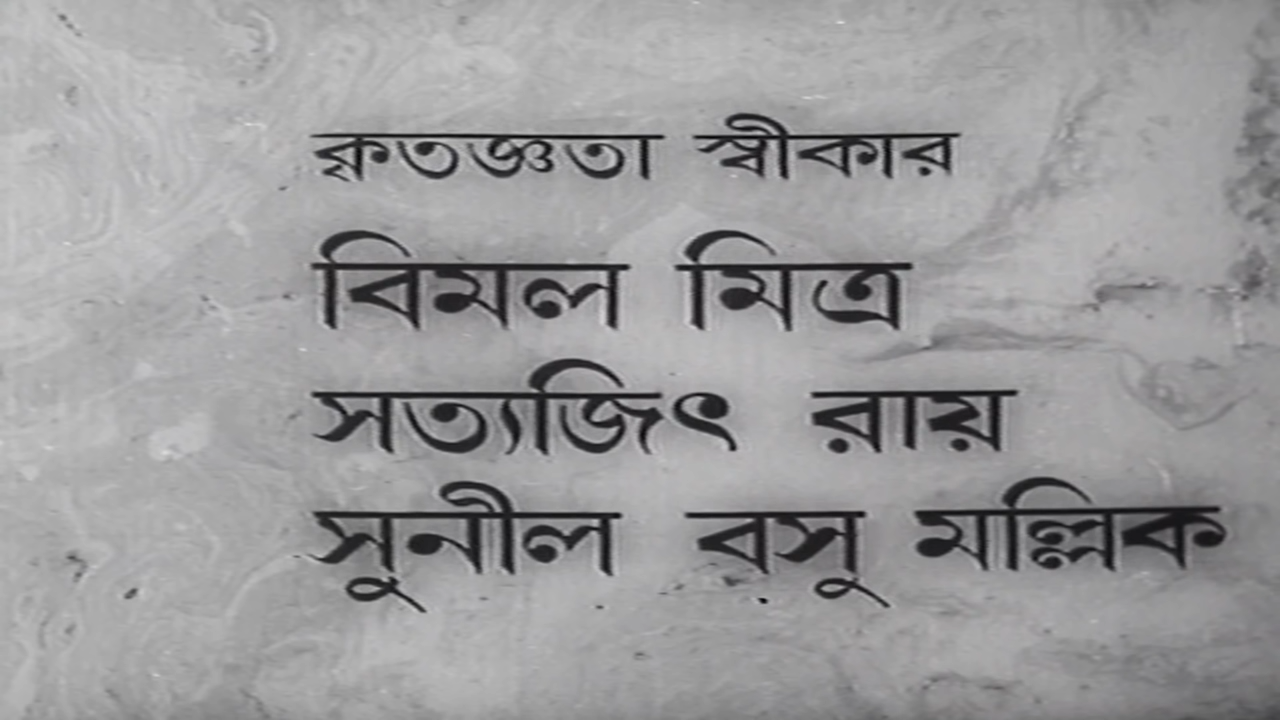 কৃতজ্ঞতা স্বীকার
বিমল মিত্র
সত্যজিৎ রায়
সুনীল বসু মল্লিক